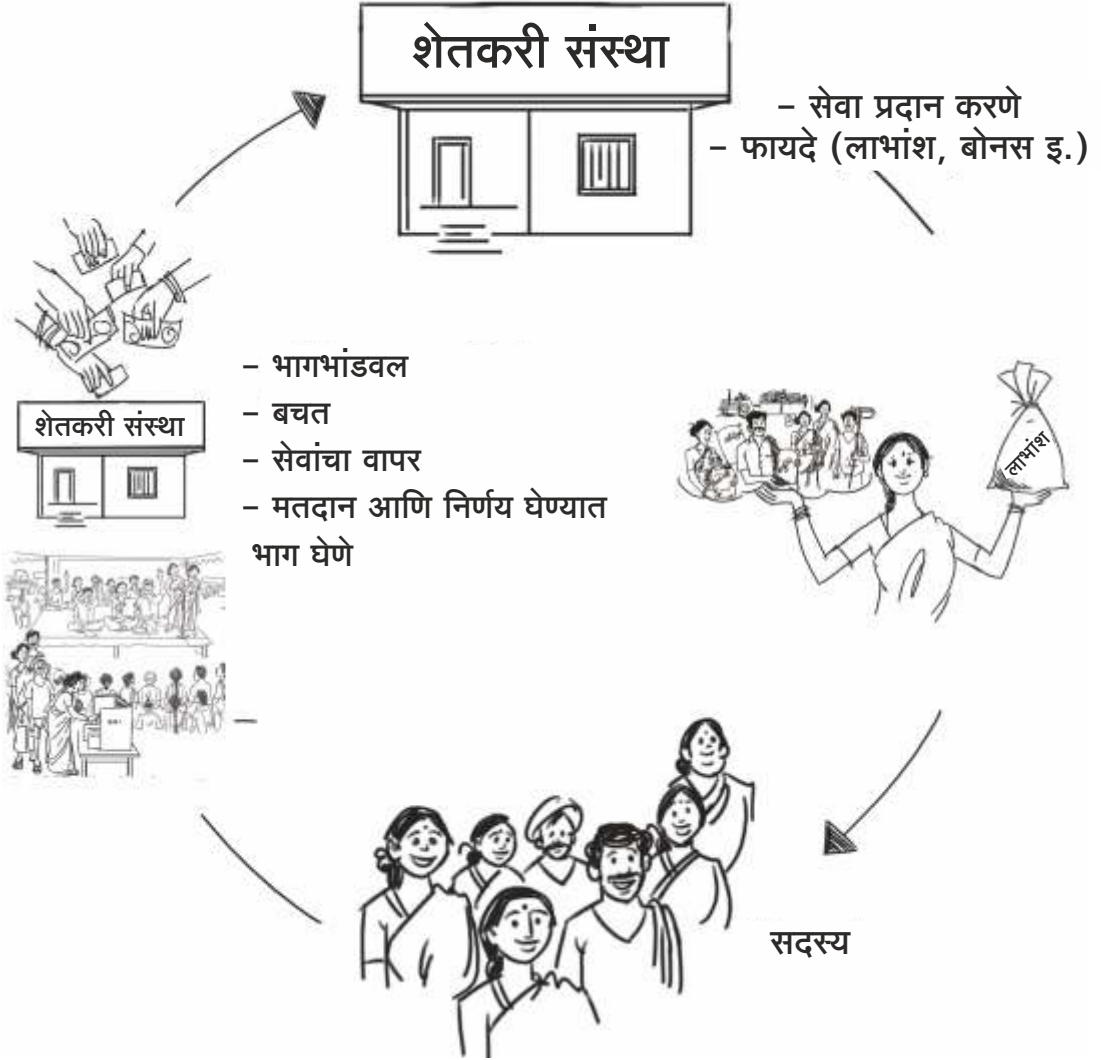 शेतकरी संस्था
– सेवा प्रदान करणे
– फायदे (लाभांश, बोनस इ.)
– भागभांडवल
– बचत
– सेवांचा वापर
– मतदान आणि निर्णय घेण्यात
भाग घेणे
शेतकरी संस्था
लाभांश
सदस्य